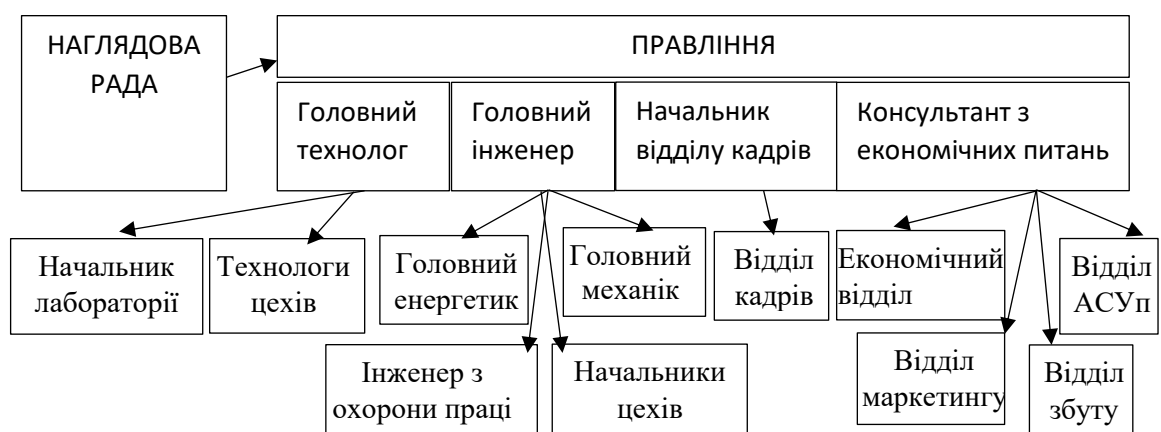 НАГЛЯДОВА
РАДА
ПРАВЛІННЯ
Головний
технолог
Головний
інженер
Начальник
відділу кадрів
Консультант з
економічних питань
Начальник
лабораторії
Технологи
цехів
Головний
енергетик
Головний
механік
Відділ
кадрів
Економічний
відділ
Відділ
АСУп
Інженер з
охорони праці
Начальники
цехів
Відділ
маркетингу
Відділ
збуту